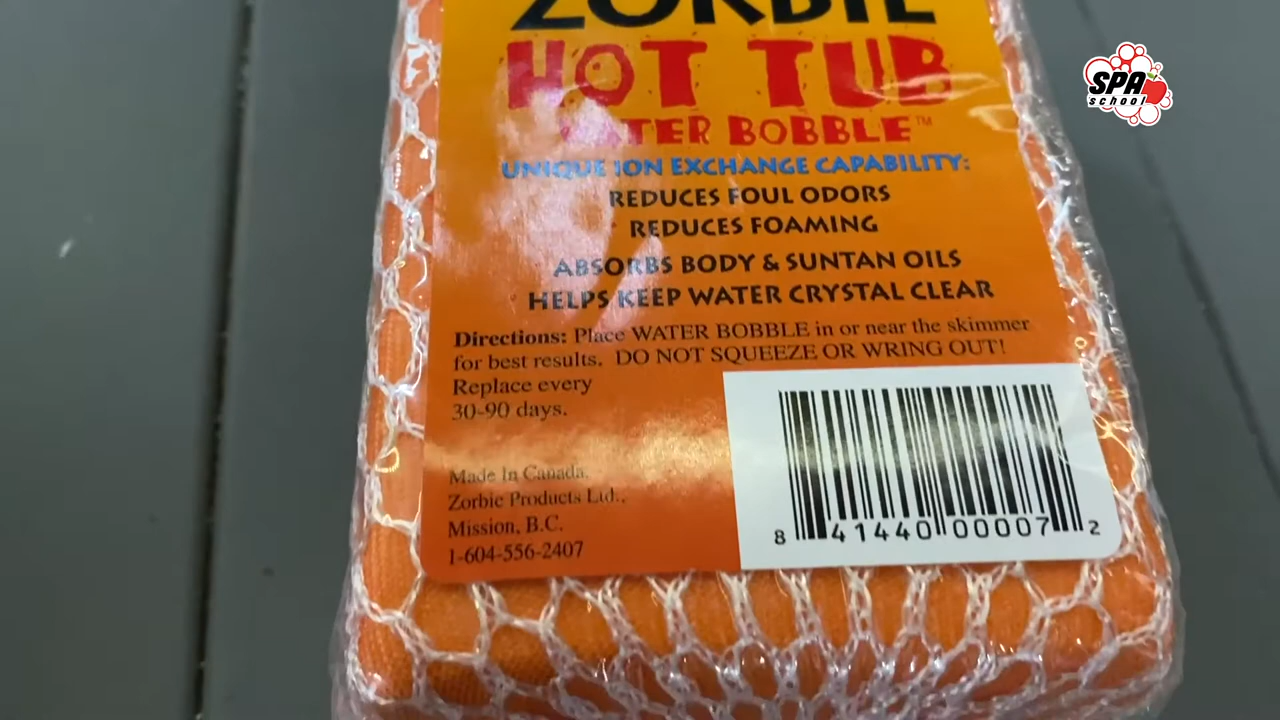 ZORBIE
HOT TUB
WATER BOBBLE™
UNIQUE ION EXCHANGE CAPABILITY:
REDUCES FOUL ODORS
REDUCES FOAMING
ABSORBS BODY & SUNTAN OILS
HELPS KEEP WATER CRYSTAL CLEAR
Directions: Place WATER BOBBLE in or near the skimmer
for best results. DO NOT SQUEEZE OR WRING OUT!
Replace every
30-90 days.
Made In Canada.
Zorbie Products Ltd.,
Mission, B.C.
1-604-556-2407
8 41440 00007 2
SPA
school